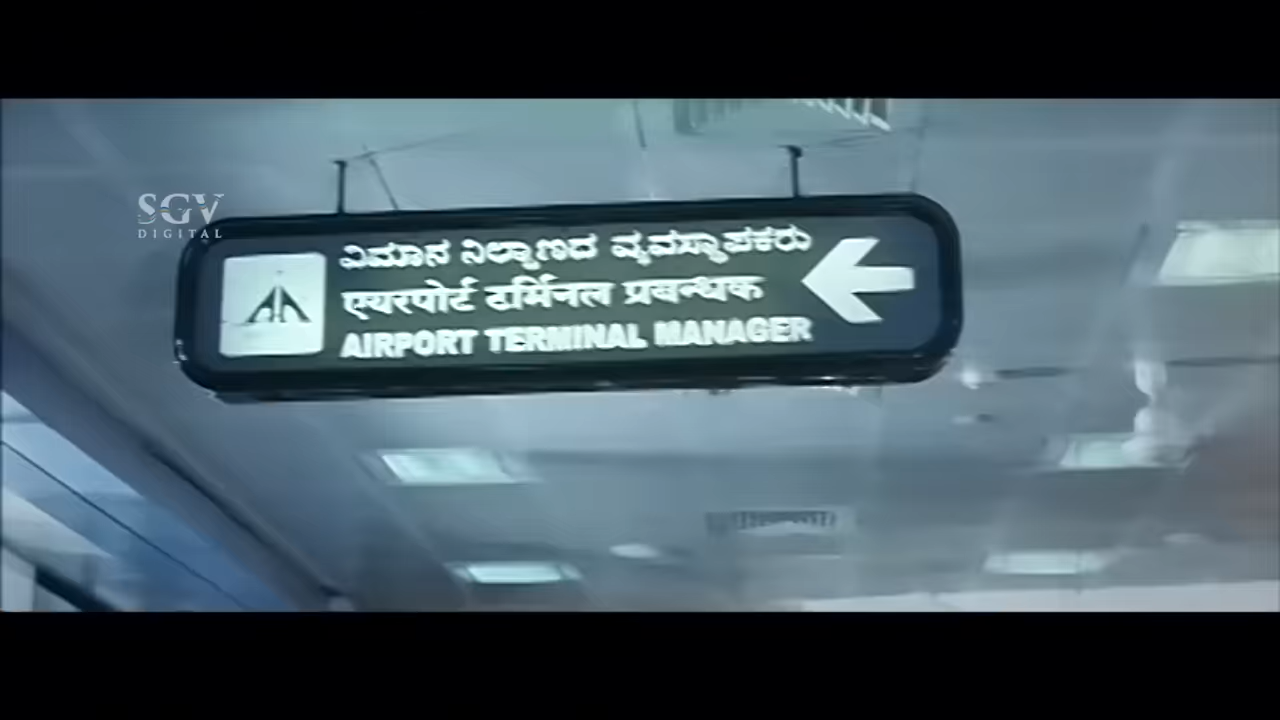 SGV
DIGITAL
ವಿಮಾನ ನಿಲ್ದಾಣದ ವ್ಯವಸ್ಥಾಪಕರು
एयरपोर्ट टर्मिनल प्रबन्धक
AIRPORT TERMINAL MANAGER